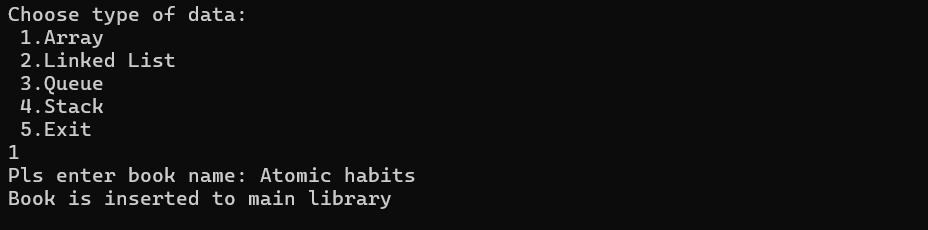 Choose type of data:
1.Array
2.Linked List
3.Queue
4.Stack
5.Exit
1
Pls enter book name: Atomic habits
Book is inserted to main library